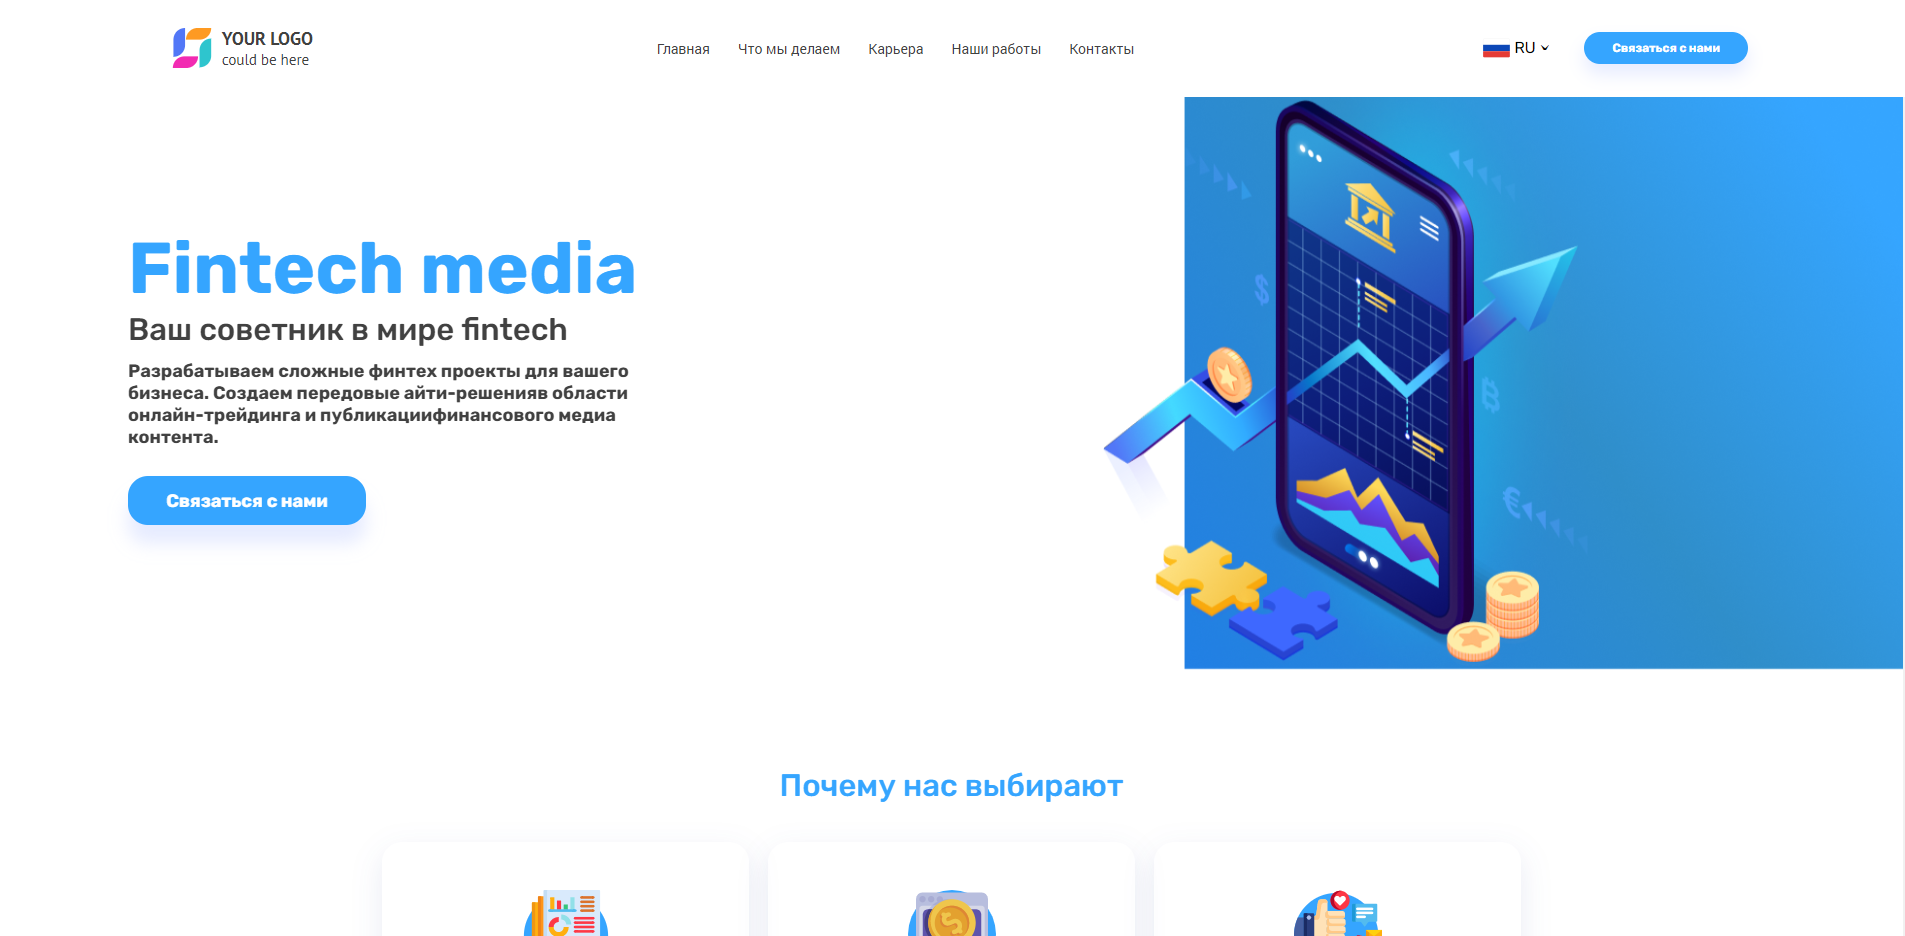 YOUR LOGO
could be here
Главная Что мы делаем Карьера Наши работы Контакты
RU
Связаться с нами
Fintech media
Ваш советник в мире fintech
Разрабатываем сложные финтех проекты для вашего
бизнеса. Создаем передовые айти-решенияв области
онлайн-трейдинга и публикациифинансового медиа
контента.
Связаться с нами
Почему нас выбирают